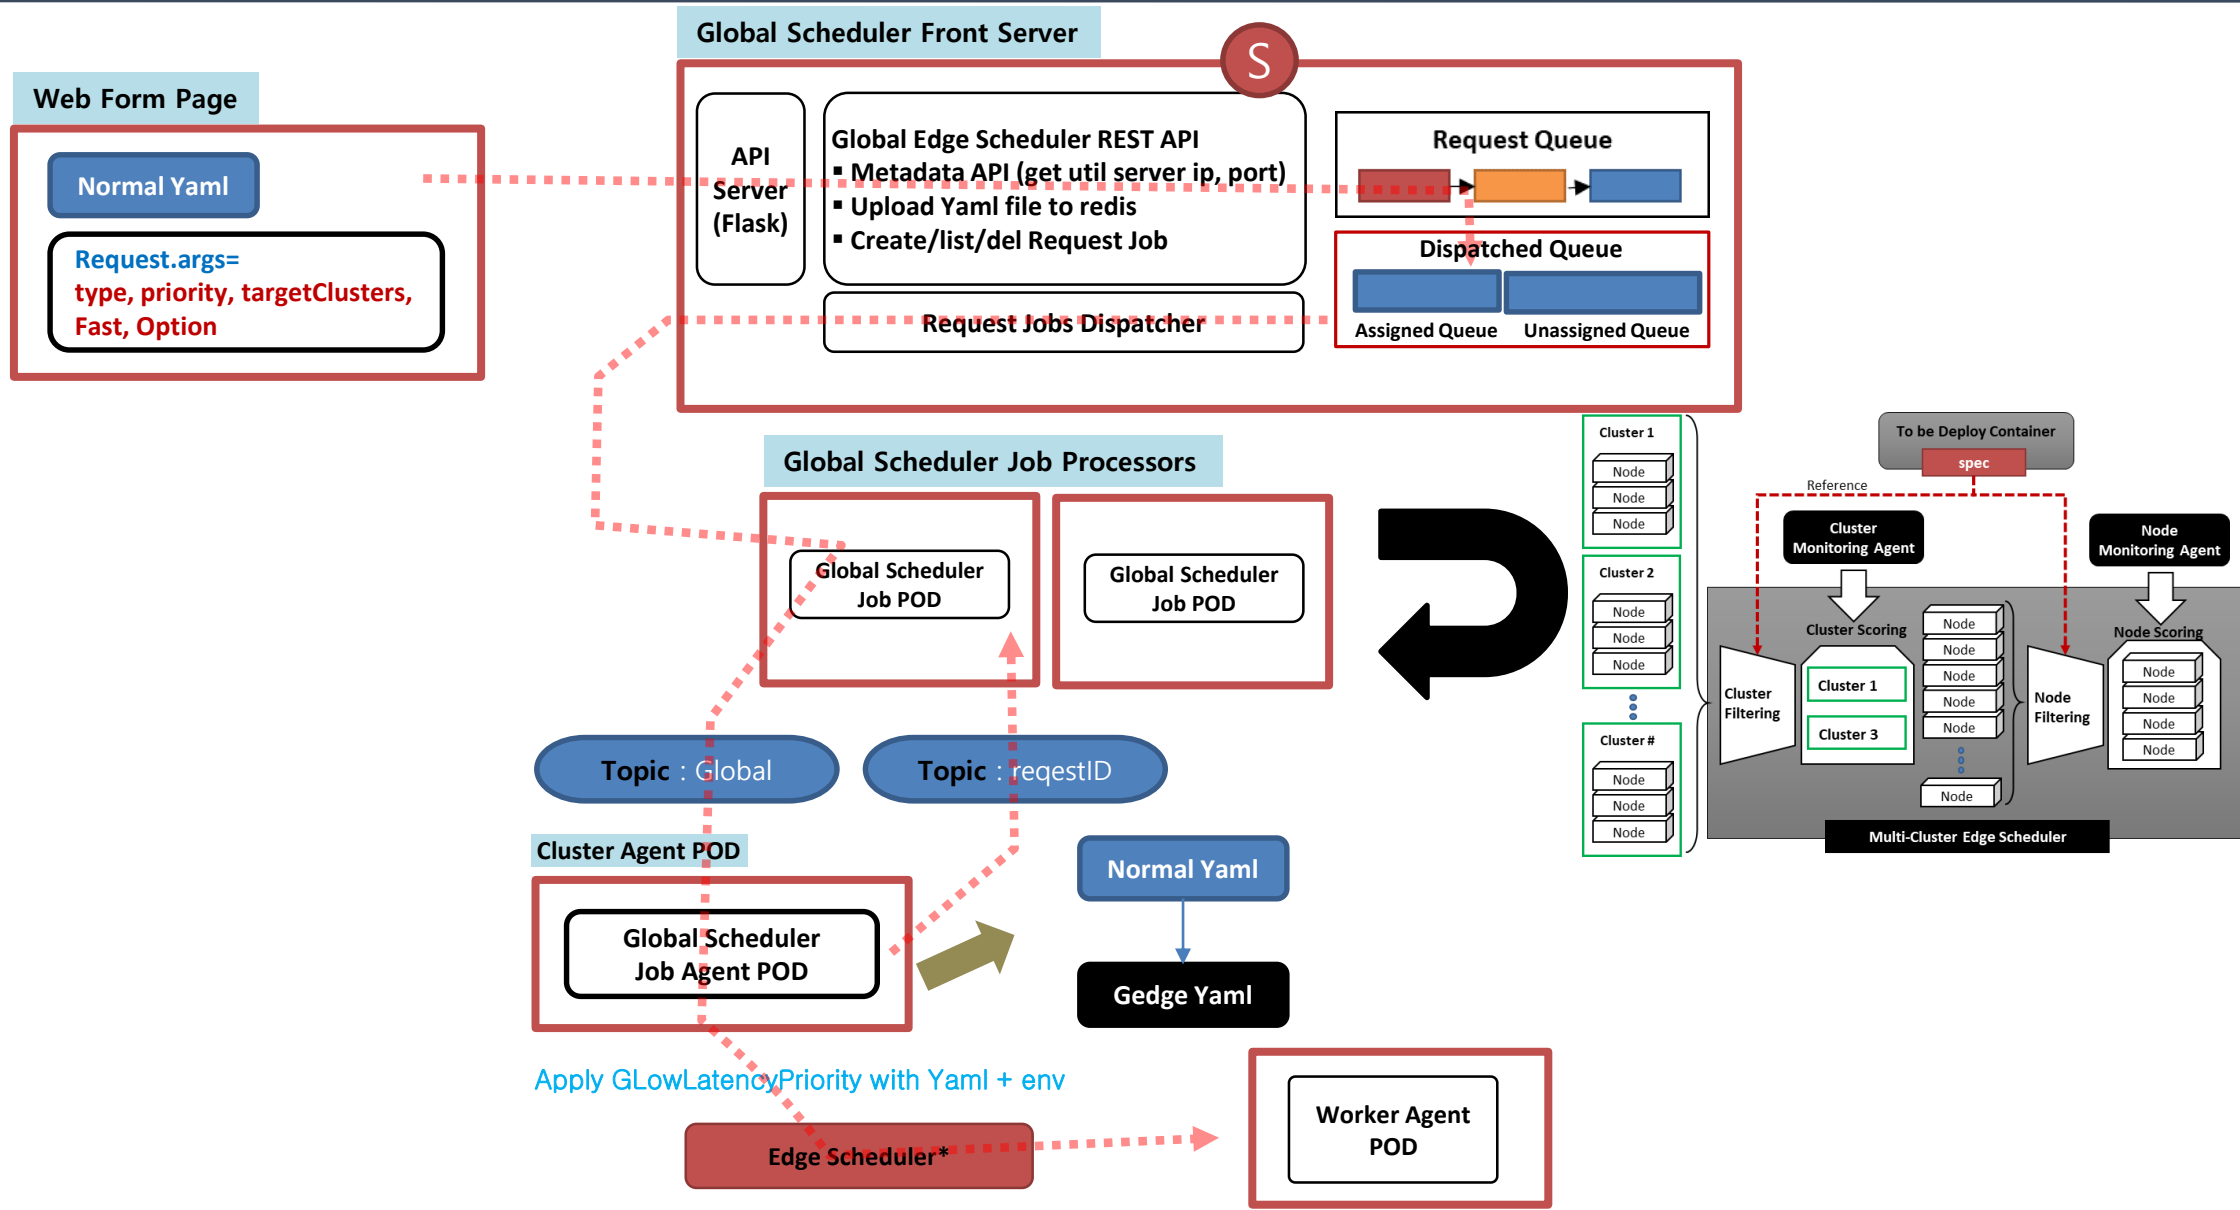 Global Scheduler Front Server
S
Web Form Page
Normal Yaml
Request.args=
type, priority, targetClusters,
Fast, Option
API
Server
(Flask)
Global Edge Scheduler REST API
▪ Metadata API (get util server ip, port)
▪ Upload Yaml file to redis
▪ Create/list/del Request Job
Request Jobs Dispatcher
Request Queue
Dispatched Queue
Assigned Queue
Unassigned Queue
Global Scheduler Job Processors
Global Scheduler
Job POD
Global Scheduler
Job POD
Topic : Global
Topic : reqestID
Cluster Agent POD
Global Scheduler
Job Agent POD
Normal Yaml
Gedge Yaml
Apply GLowLatencyPriority with Yaml + env
Edge Scheduler*
Worker Agent
POD
Cluster 1
Node
Node
Node
Cluster 2
Node
Node
Node
Cluster #
Node
Node
Node
To be Deploy Container
spec
Reference
Cluster
Monitoring Agent
Node
Monitoring Agent
Cluster
Filtering
Cluster Scoring
Cluster 1
Cluster 3
Node
Node
Node
Node
Node
Node
Node
Filtering
Node Scoring
Node
Node
Node
Node
Multi-Cluster Edge Scheduler